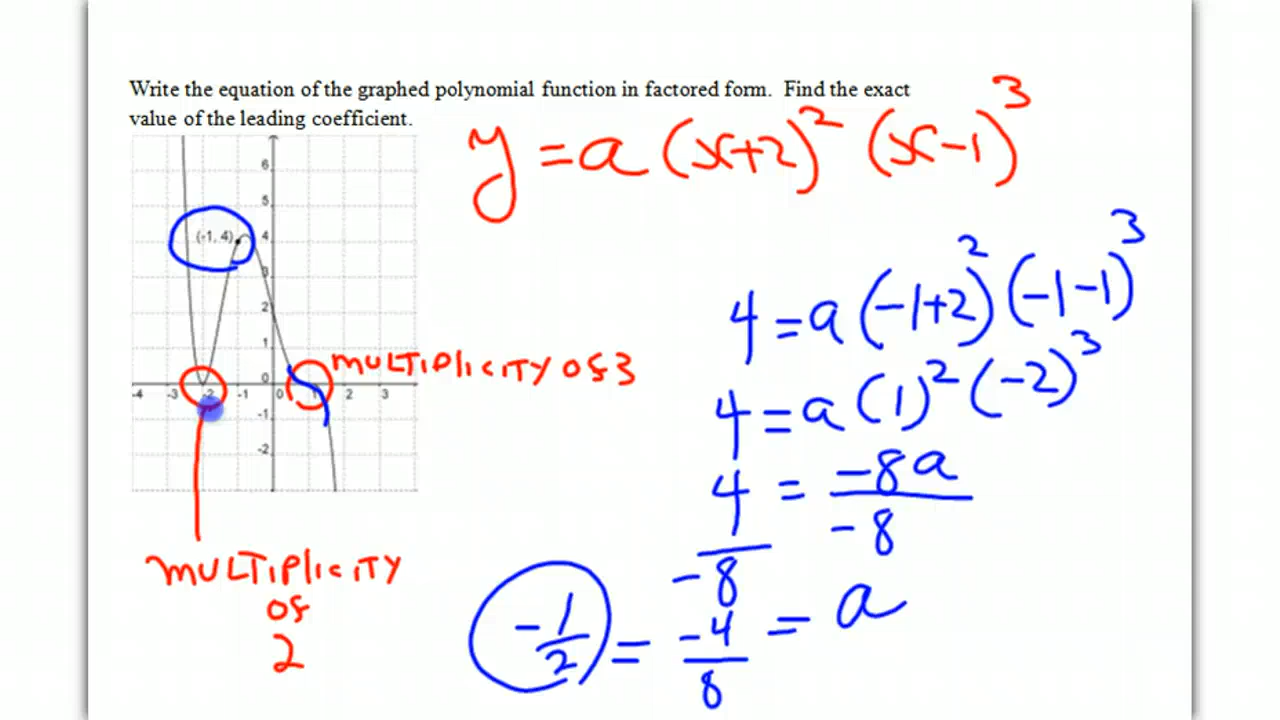 Write the equation of the graphed polynomial function in factored form. Find the exact
value of the leading coefficient.
y = a (x+2)² (x-1)³
6
5
(-1, 4) 4
3
2
1
0
-4 -3 -2 -1 0 1 2 3
-1
-2
MULTIPLICITY OF 3
MULTIPLICITY
OF
2
4 = a (-1+2)² (-1-1)³
4 = a (1)² (-2)³
4 = -8a
-8 -8
-1/2 = -4/8 = a